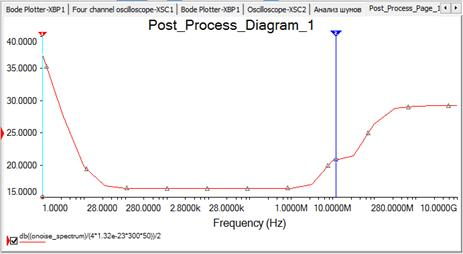 Bode Plotter-XBP1 Four channel oscilloscope-XSC1 Bode Plotter-XBP1 Oscilloscope-XSC2 Анализ шумов Post_Process_Page_1
Post_Process_Diagram_1
40.0000
35.0000
30.0000
25.0000
20.0000
15.0000
1.0000 28.0000 280.0000 2.8000k 280.0000k 1.0000M 10.0000M 280.0000M 10.0000G
Frequency (Hz)
db((onoise_spectrum)/(4*1.32e-23*300*50))/2